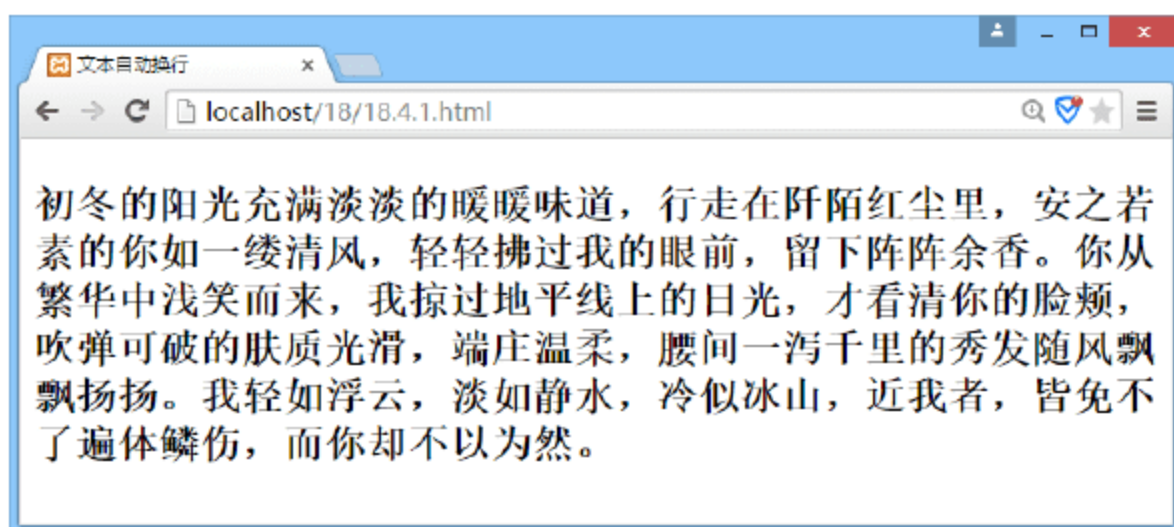 文本自动换行
localhost/18/18.4.1.html
初冬的阳光充满淡淡的暖暖味道，行走在阡陌红尘里，安之若
素的你如一缕清风，轻轻拂过我的眼前，留下阵阵余香。你从
繁华中浅笑而来，我掠过地平线上的日光，才看清你的脸颊，
吹弹可破的肤质光滑，端庄温柔，腰间一泻千里的秀发随风飘
飘扬扬。我轻如浮云，淡如静水，冷似冰山，近我者，皆免不
了遍体鳞伤，而你却不以为然。